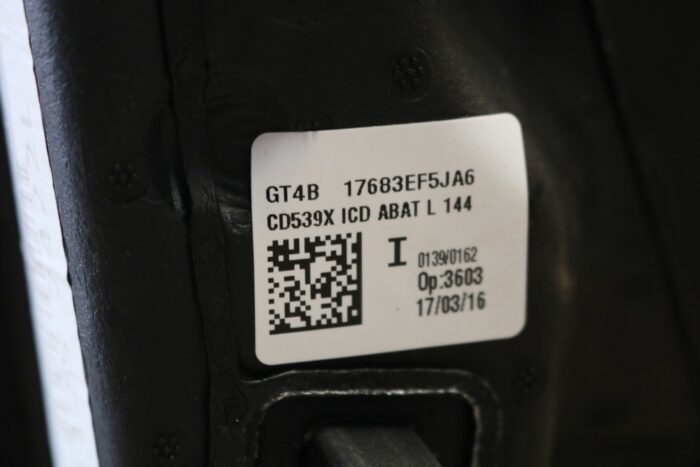 GT4B 17683EF5JA6
CD539X ICD ABAT L 144
I 0139/0162
Op:3603
17/03/16